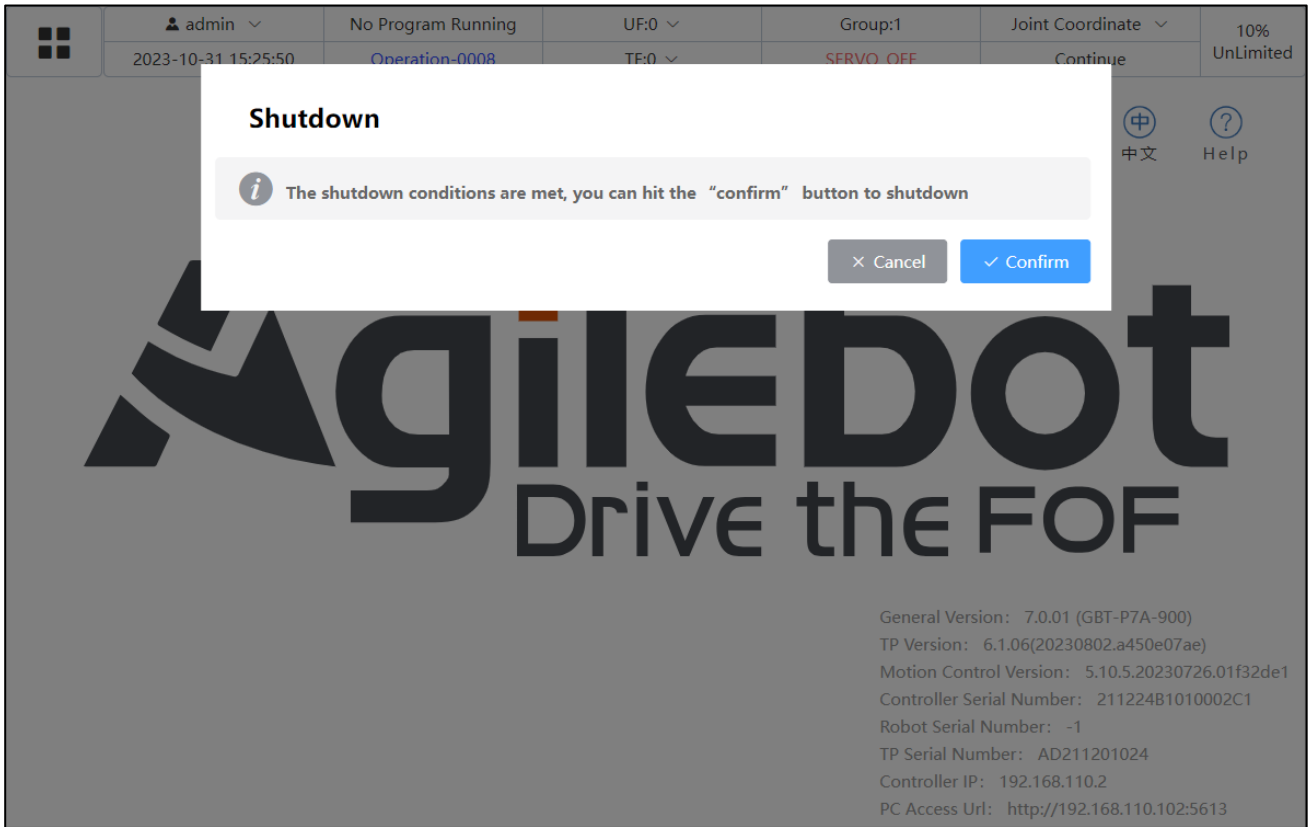 admin
No Program Running
UF:0
Group:1
Joint Coordinate
10%
UnLimited
2023-10-31 15:25:50
Operation-0008
TF:0
SERVO_OFF
Continue
中
中文
?
Help
Shutdown
i
The shutdown conditions are met, you can hit the “confirm” button to shutdown
× Cancel
✓ Confirm
Agilebot
Drive the FOF
General Version: 7.0.01 (GBT-P7A-900)
TP Version: 6.1.06(20230802.a450e07ae)
Motion Control Version: 5.10.5.20230726.01f32de1
Controller Serial Number: 211224B1010002C1
Robot Serial Number: -1
TP Serial Number: AD211201024
Controller IP: 192.168.110.2
PC Access Url: http://192.168.110.102:5613